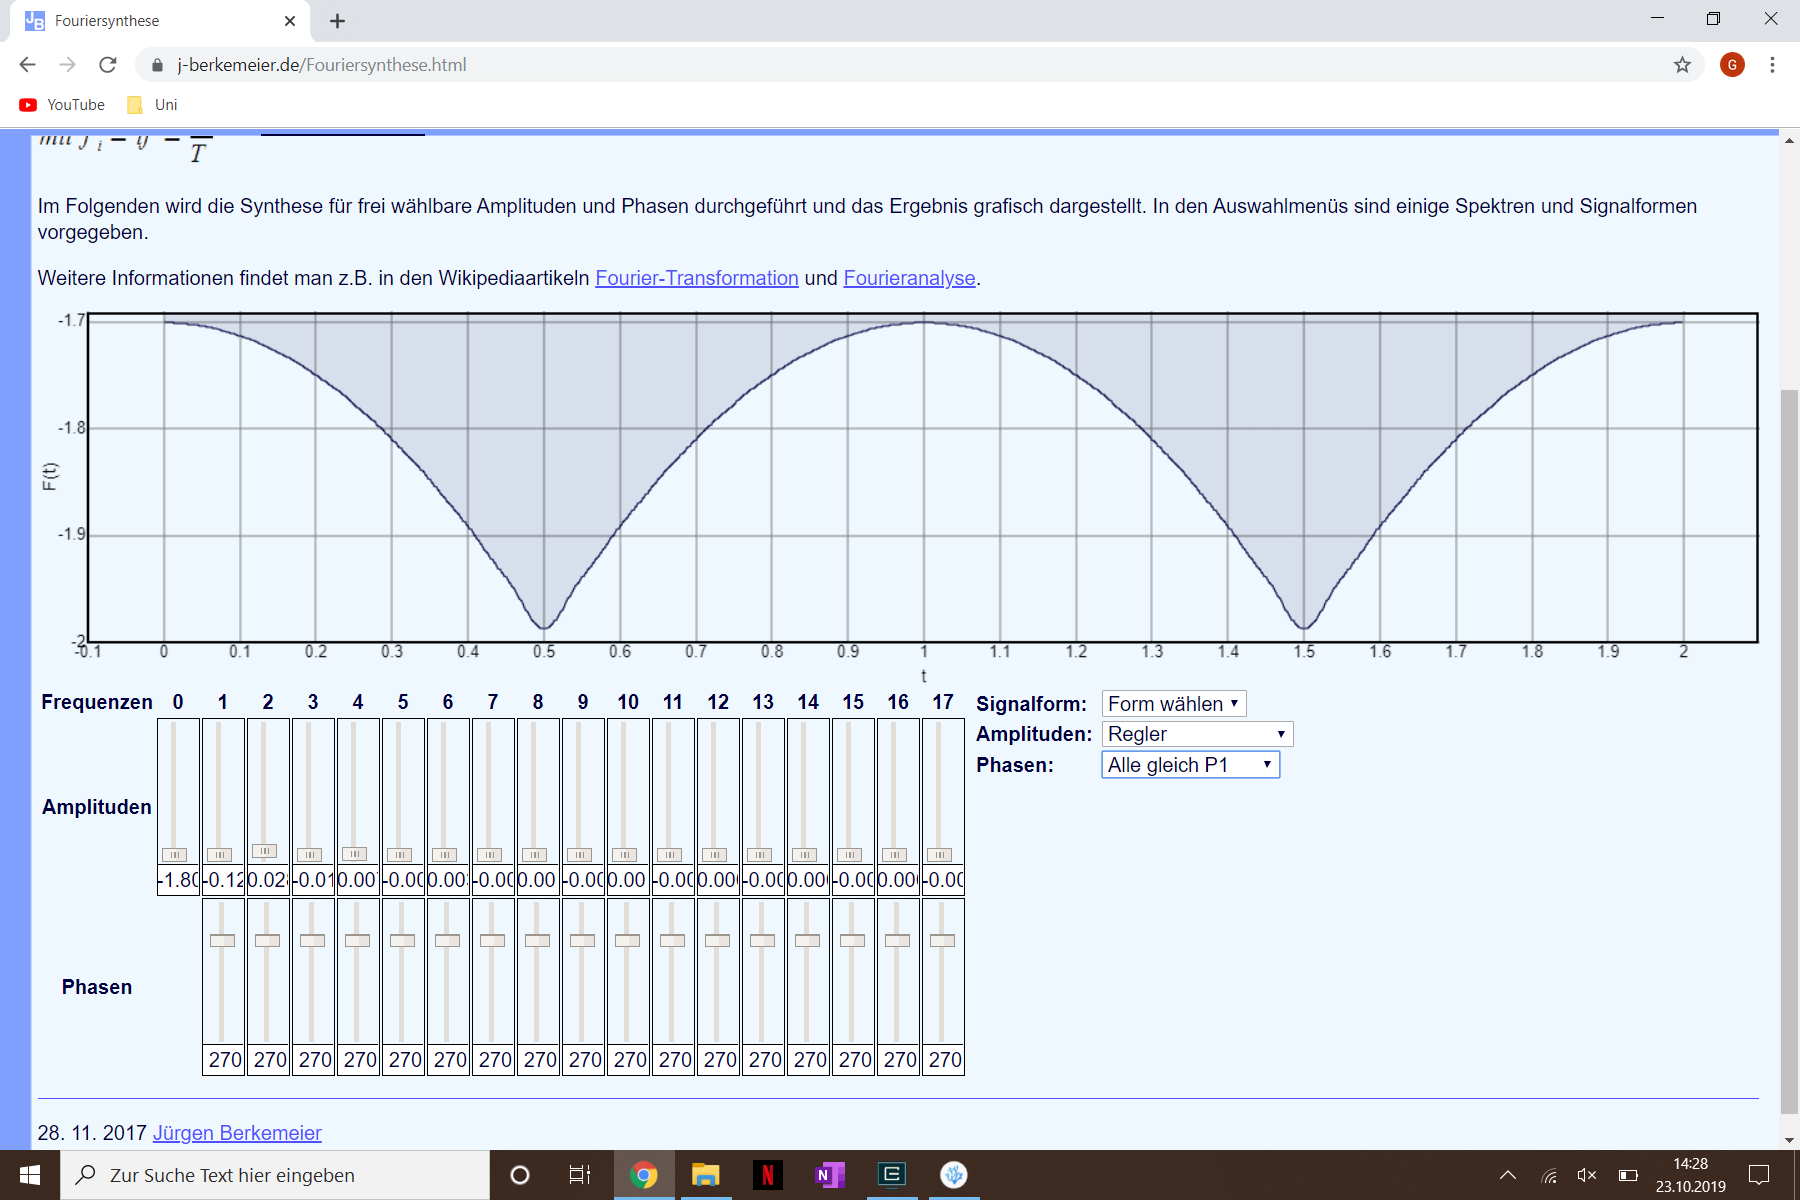 Fouriersynthese
j-berkemeier.de/Fouriersynthese.html
G
YouTube
Uni
T
Im Folgenden wird die Synthese für frei wählbare Amplituden und Phasen durchgeführt und das Ergebnis grafisch dargestellt. In den Auswahlmenüs sind einige Spektren und Signalformen
vorgegeben.
Weitere Informationen findet man z.B. in den Wikipediaartikeln Fourier-Transformation und Fourieranalyse.
-1.7
-1.8
-1.9
-2
F(t)
-0.1 0 0.1 0.2 0.3 0.4 0.5 0.6 0.7 0.8 0.9 1 1.1 1.2 1.3 1.4 1.5 1.6 1.7 1.8 1.9 2
t
Frequenzen 0 1 2 3 4 5 6 7 8 9 10 11 12 13 14 15 16 17
Signalform: Form wählen
Amplituden: Regler
Phasen: Alle gleich P1
Amplituden
-1.80 -0.12 0.02 -0.01 0.00 -0.00 0.00 -0.00 0.00 -0.00 0.00 -0.00 0.00 -0.00 0.00 -0.00 0.00 -0.00
Phasen
270 270 270 270 270 270 270 270 270 270 270 270 270 270 270 270 270
28. 11. 2017 Jürgen Berkemeier
Zur Suche Text hier eingeben
14:28
23.10.2019